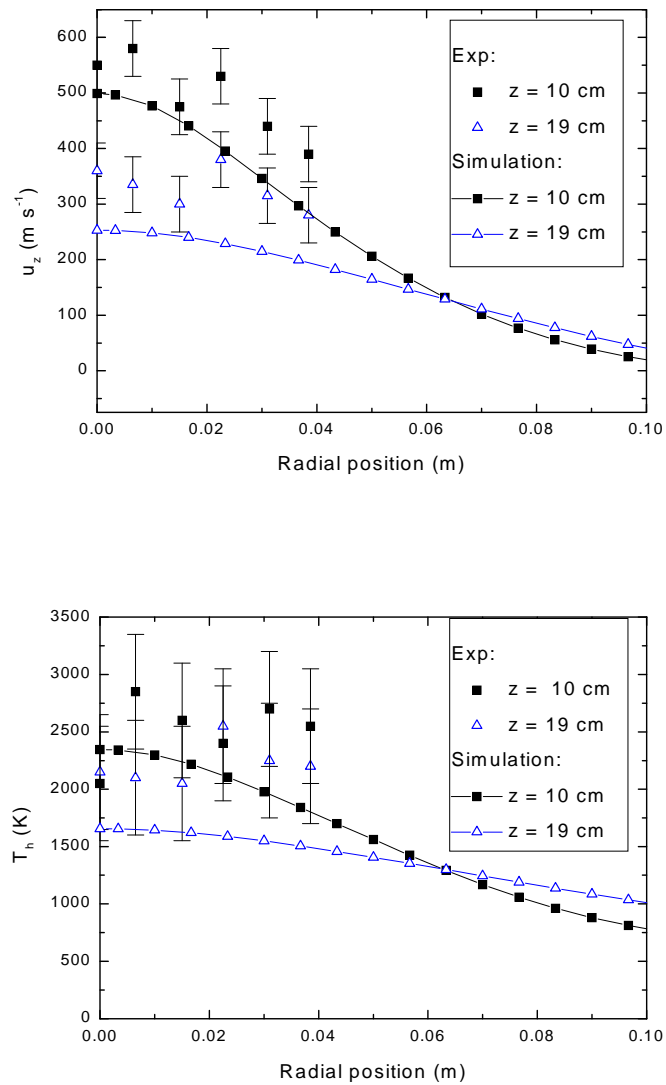 600
500
400
300
200
100
0
u_z (m s⁻¹)
0.00 0.02 0.04 0.06 0.08 0.10
Radial position (m)
Exp:
z = 10 cm
z = 19 cm
Simulation:
z = 10 cm
z = 19 cm
3500
3000
2500
2000
1500
1000
500
0
T_h (K)
0.00 0.02 0.04 0.06 0.08 0.10
Radial position (m)
Exp:
z = 10 cm
z = 19 cm
Simulation:
z = 10 cm
z = 19 cm